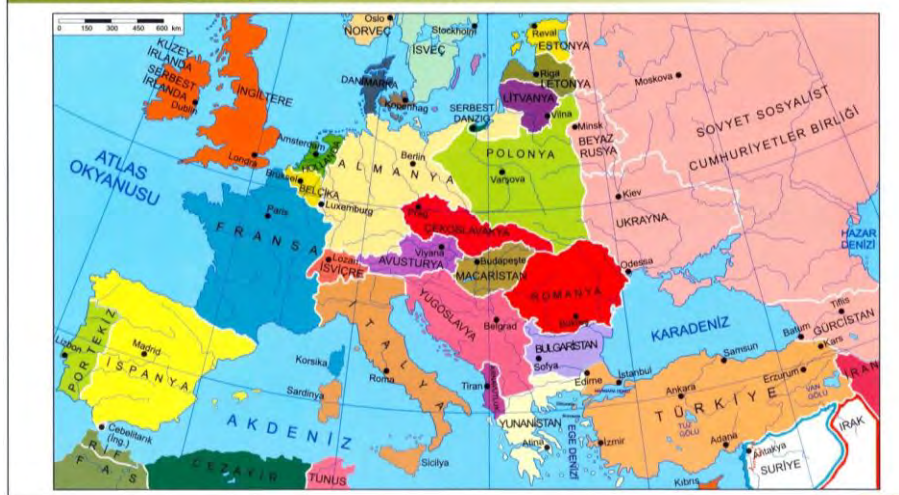 0 150 300 450 600 km.
Oslo
NORVEÇ
Stockholm
İSVEÇ
Reval
ESTONYA
Riga
LETONYA
LİTVANYA
Vilna
Moskova
SOVYET SOSYALİST
CUMHURİYETLER BİRLİĞİ
KUZEY
İRLANDA
SERBEST
İRLANDA
Dublin
İNGİLTERE
Londra
DANİMARKA
Kopenhag
SERBEST
DANZIG
Minsk
BEYAZ
RUSYA
ATLAS
OKYANUSU
Amsterdam
Brüksel
BELÇİKA
Luxemburg
Berlin
ALMANYA
POLONYA
Varşova
Kiev
UKRAYNA
HAZAR
DENİZİ
Paris
FRANSA
ÇEKOSLAVAKYA
Lozan
İSVİÇRE
Viyana
AVUSTURYA
Budapeşte
MACARİSTAN
Odessa
ROMANYA
YUGOSLAVYA
Belgrad
KARADENİZ
Tiflis
GÜRCİSTAN
Batum
Kars
BULGARİSTAN
Sofya
İTALYA
Roma
Korsika
Sardinya
Sicilya
Lizbon
PORTEKİZ
Madrid
İSPANYA
Cebelitarık
(İng.)
RİF
FAS
CEZAYİR
TUNUS
AKDENİZ
Tiran
YUNANİSTAN
Atina
EGE DENİZİ
Edirne
İstanbul
Samsun
Ankara
Erzurum
TÜRKİYE
VAN
GÖLÜ
TUZ
GÖLÜ
İzmir
Adana
Antakya
SURİYE
IRAK
İRAN
Kıbrıs